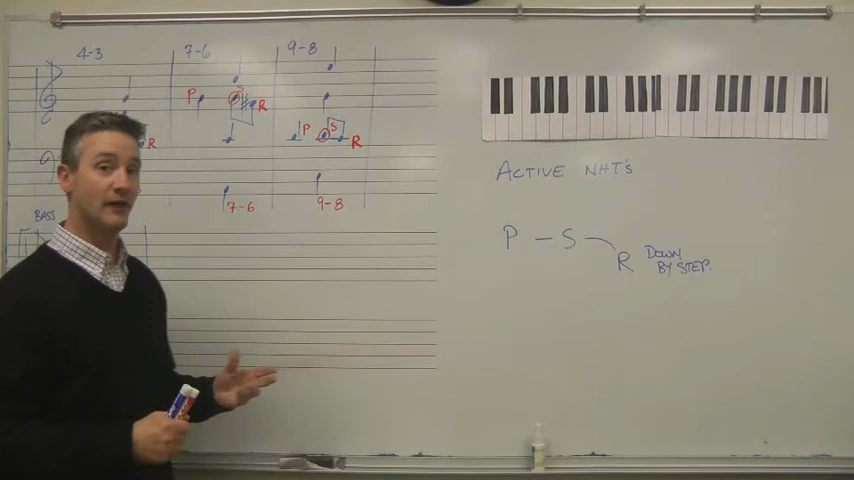 4-3 7-6 9-8
P S R P S R R
BASS
7-6 9-8
ACTIVE NHT'S
P — S R DOWN
BY STEP.